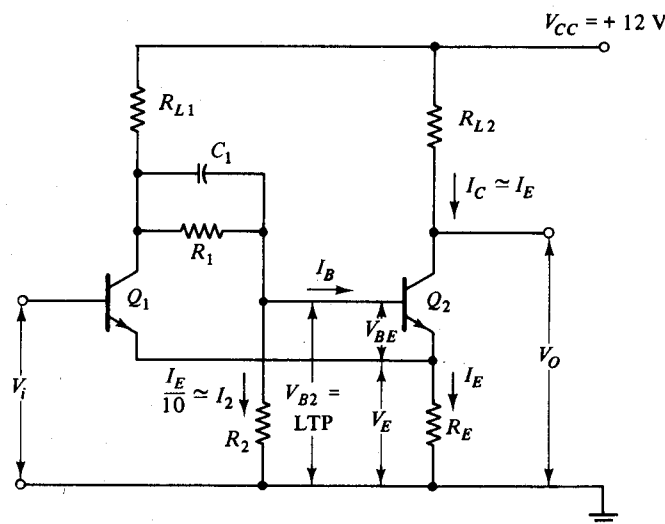 V_CC = + 12 V
R_L1
R_L2
C_1
I_C ≃ I_E
R_1
I_B
Q_1
Q_2
V_BE
V_i
I_E/10 ≃ I_2
V_B2 =
LTP
V_E
I_E
V_O
R_2
R_E